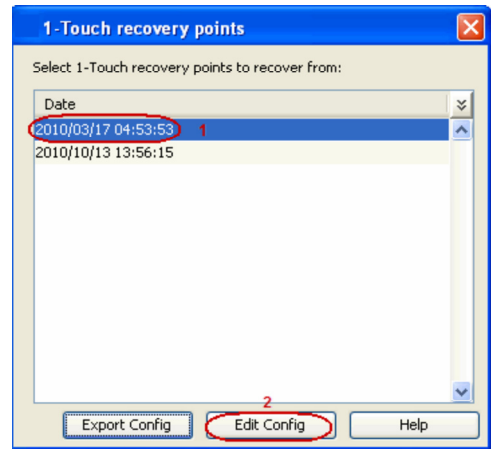 1-Touch recovery points
Select 1-Touch recovery points to recover from:
Date
2010/03/17 04:53:53 1
2010/10/13 13:56:15
2
Export Config Edit Config Help